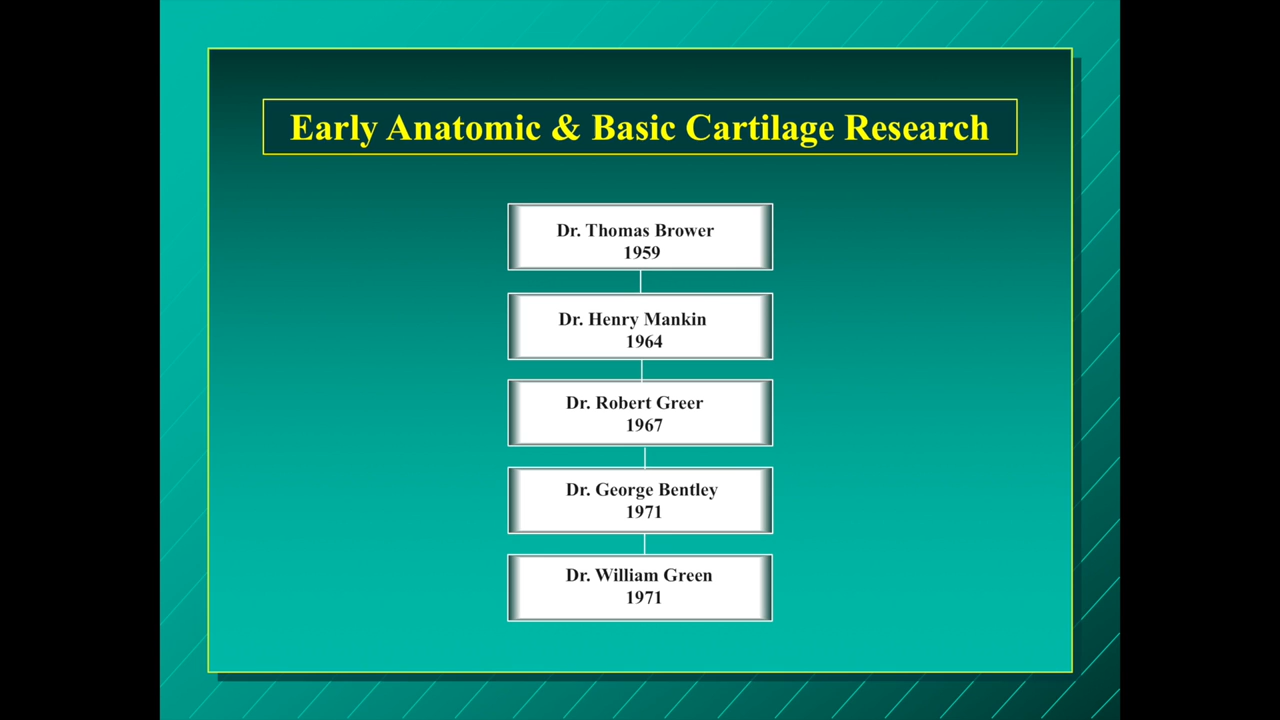 Early Anatomic & Basic Cartilage Research
Dr. Thomas Brower
1959
Dr. Henry Mankin
1964
Dr. Robert Greer
1967
Dr. George Bentley
1971
Dr. William Green
1971